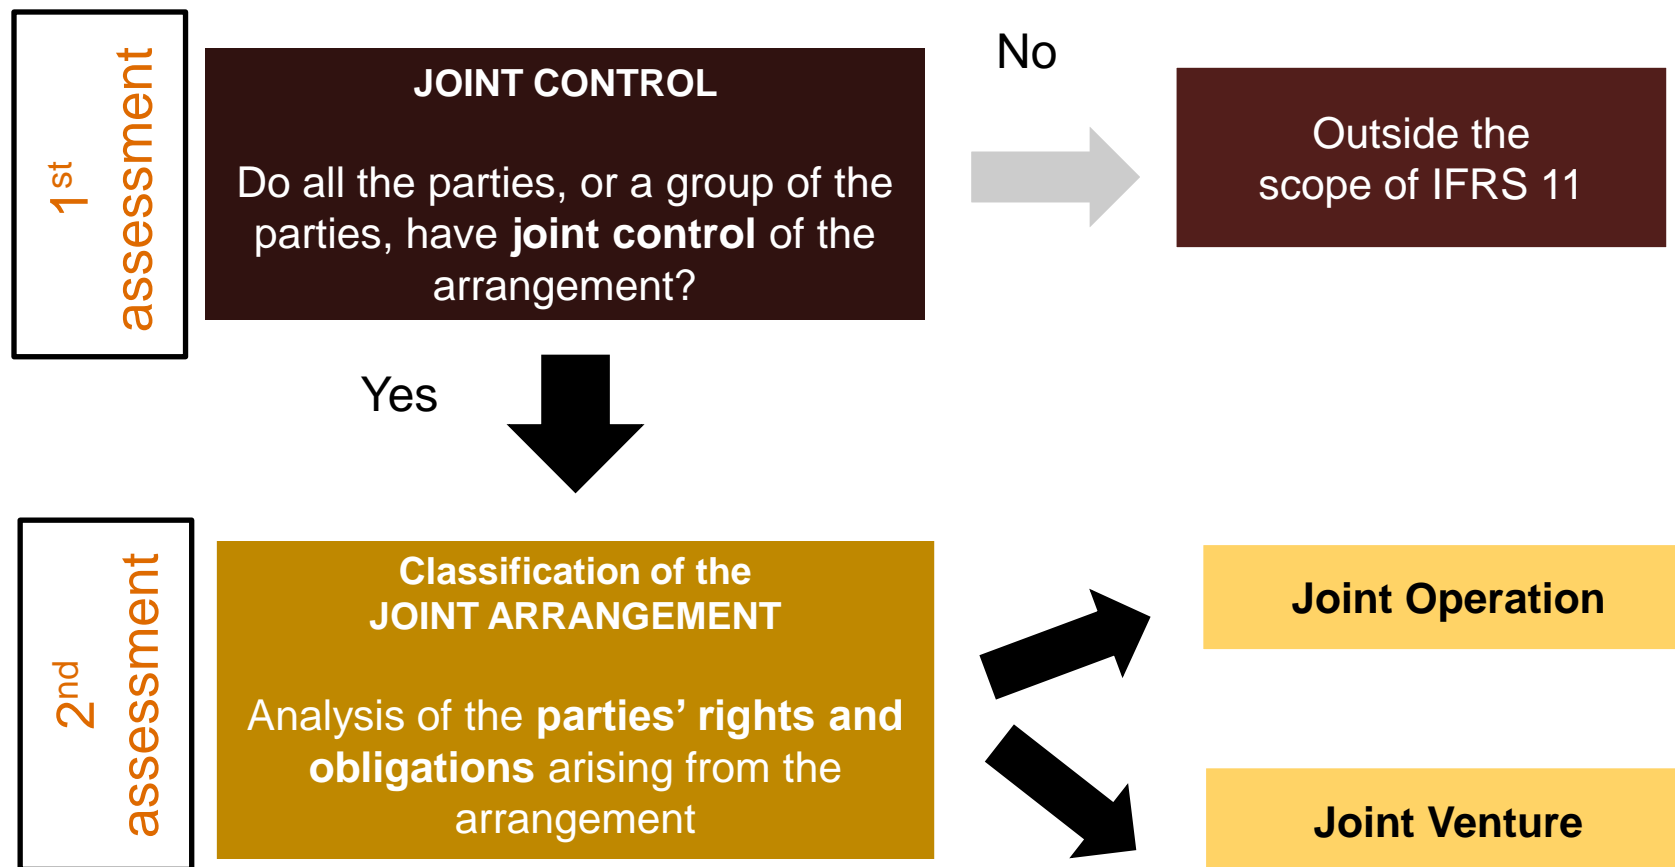 1st
assessment
JOINT CONTROL
Do all the parties, or a group of the
parties, have joint control of the
arrangement?
No
Outside the
scope of IFRS 11
Yes
2nd
assessment
Classification of the
JOINT ARRANGEMENT
Analysis of the parties’ rights and
obligations arising from the
arrangement
Joint Operation
Joint Venture